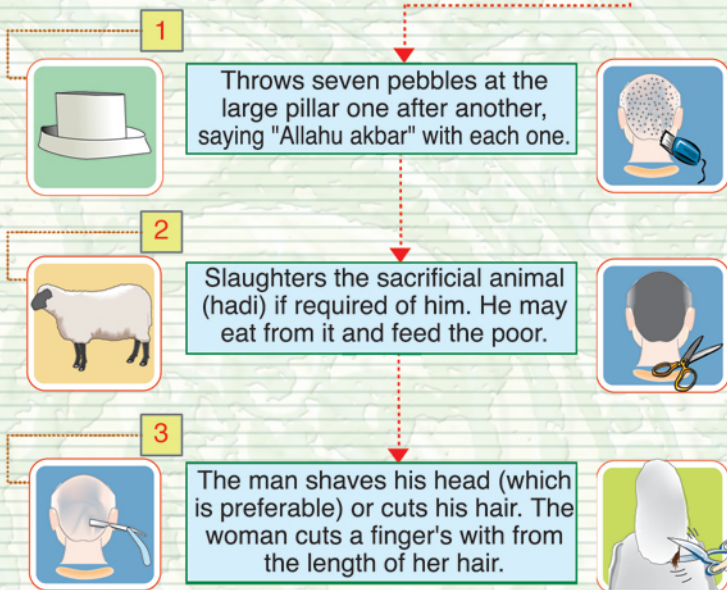 1
Throws seven pebbles at the
large pillar one after another,
saying "Allahu akbar" with each one.
2
Slaughters the sacrificial animal
(hadi) if required of him. He may
eat from it and feed the poor.
3
The man shaves his head (which
is preferable) or cuts his hair. The
woman cuts a finger's with from
the length of her hair.